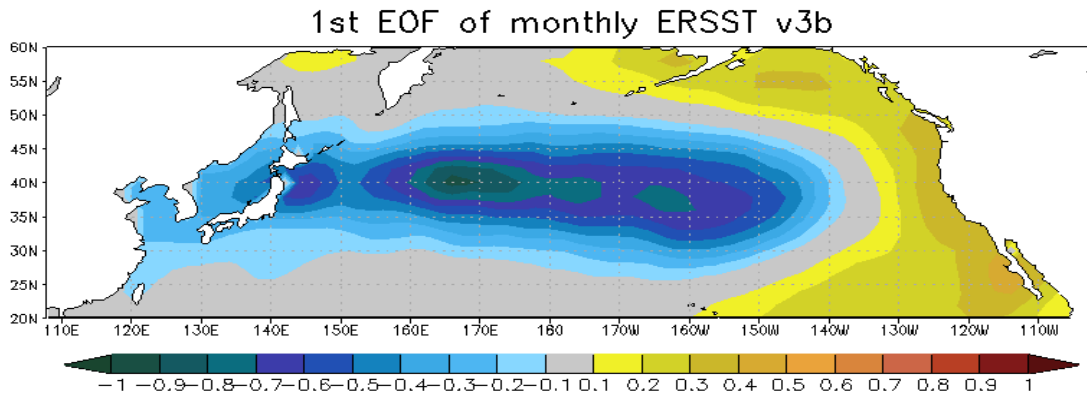 1st EOF of monthly ERSST v3b
60N
55N
50N
45N
40N
35N
30N
25N
20N
110E 120E 130E 140E 150E 160E 170E 180 170W 160W 150W 140W 130W 120W 110W
-1 -0.9 -0.8 -0.7 -0.6 -0.5 -0.4 -0.3 -0.2 -0.1 0.1 0.2 0.3 0.4 0.5 0.6 0.7 0.8 0.9 1